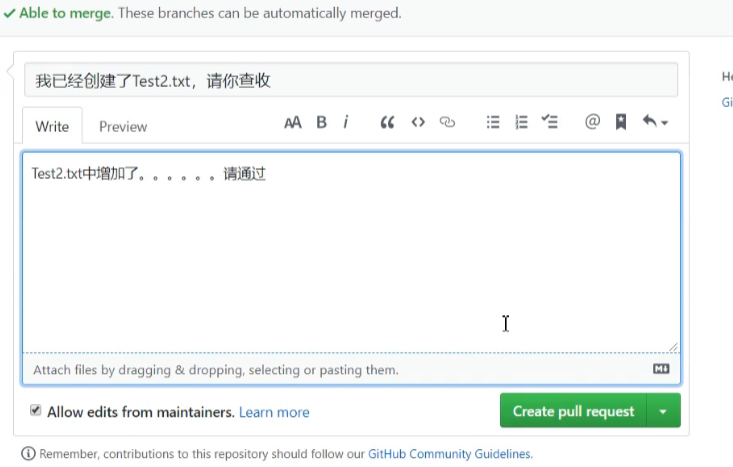 Able to merge. These branches can be automatically merged.
我已经创建了Test2.txt，请你查收
Write Preview AA B i @
Test2.txt中增加了。。。。。。请通过
Attach files by dragging & dropping, selecting or pasting them.
Allow edits from maintainers. Learn more Create pull request
Remember, contributions to this repository should follow our GitHub Community Guidelines.
He
Gi